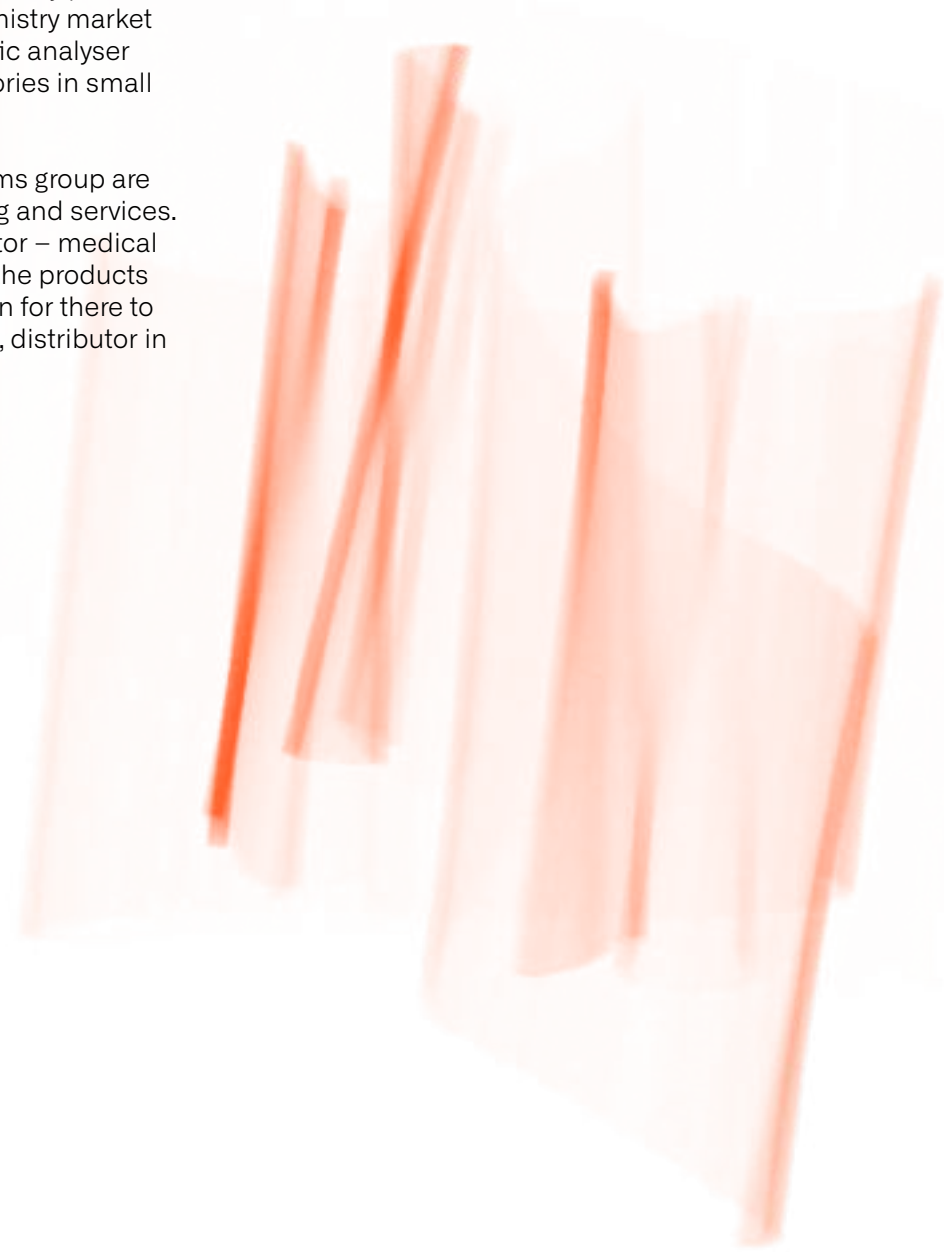 nistry market
ic analyser
ories in small
ms group are
g and services.
tor – medical
he products
n for there to
, distributor in